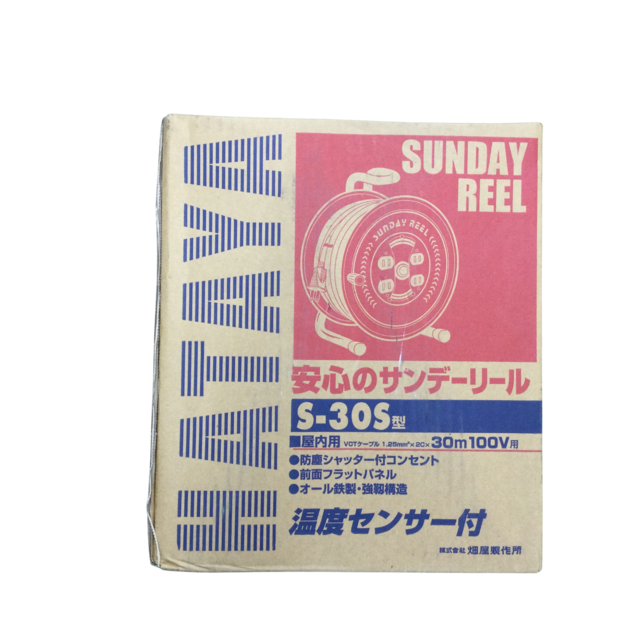 HATAYA
SUNDAY
REEL
SUNDAY REEL
安心のサンデーリール
S-30S型
■屋内用 VCTケーブル 1.25mm²×2C×30m100V用
●防塵シャッター付コンセント
●前面フラットパネル
●オール鉄製・強靱構造
温度センサー付
株式会社 畑屋製作所